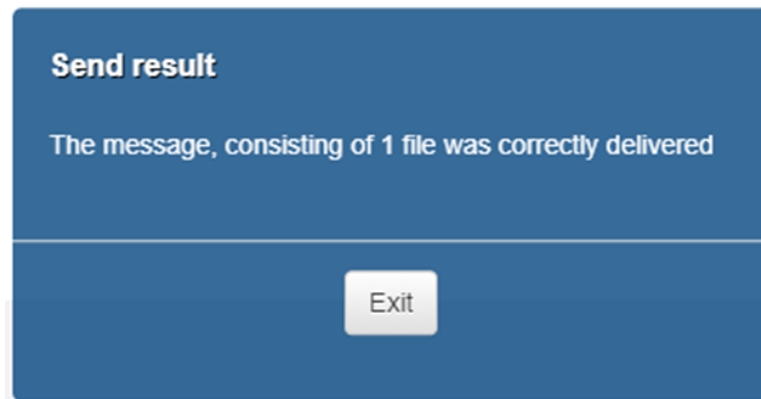 Send result
The message, consisting of 1 file was correctly delivered
Exit